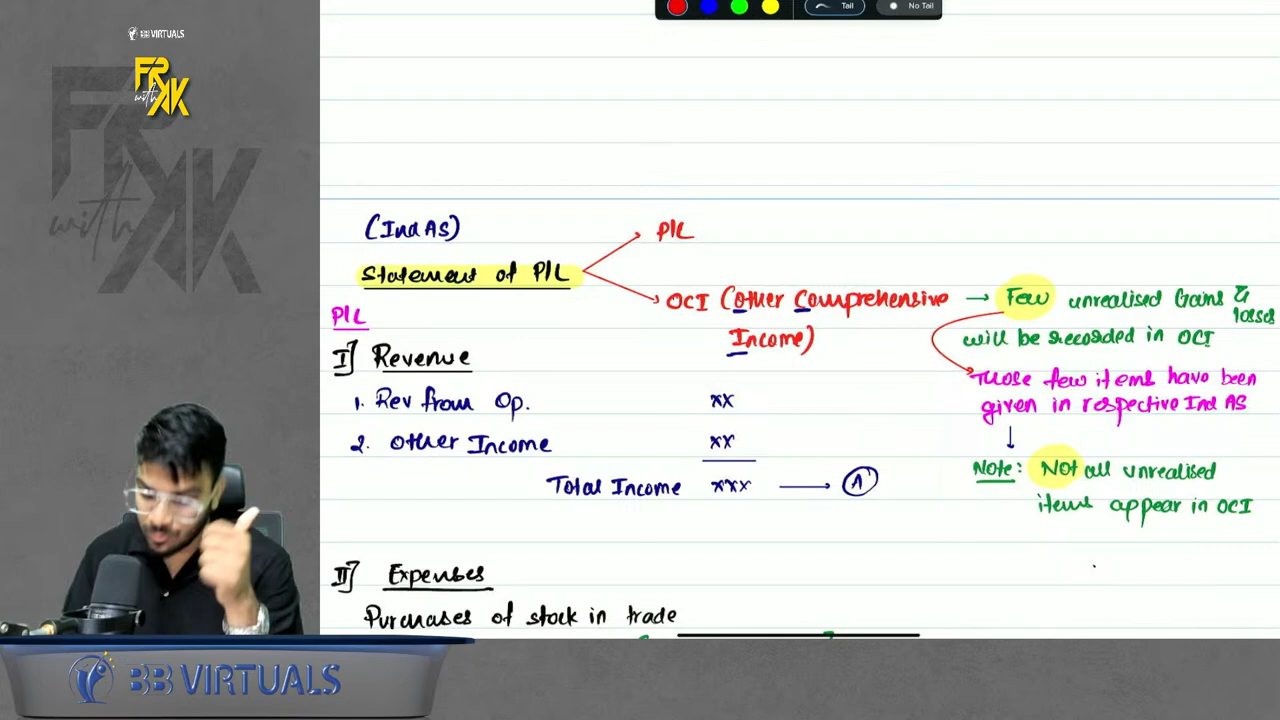 Tail
No Tail
BB VIRTUALS
FR
with
KK
(Ind AS)
Statement of P/L
P/L
OCI (Other Comprehensive
Income)
→ Few unrealised Gains &
losses
will be recorded in OCI
Those few items have been
given in respective Ind AS
Note: Not all unrealised
items appear in OCI
P/L
I] Revenue
1. Rev from Op. xx
2. Other Income xx
Total Income xxx → 
II] Expenses
Purchases of stock in trade
BB VIRTUALS